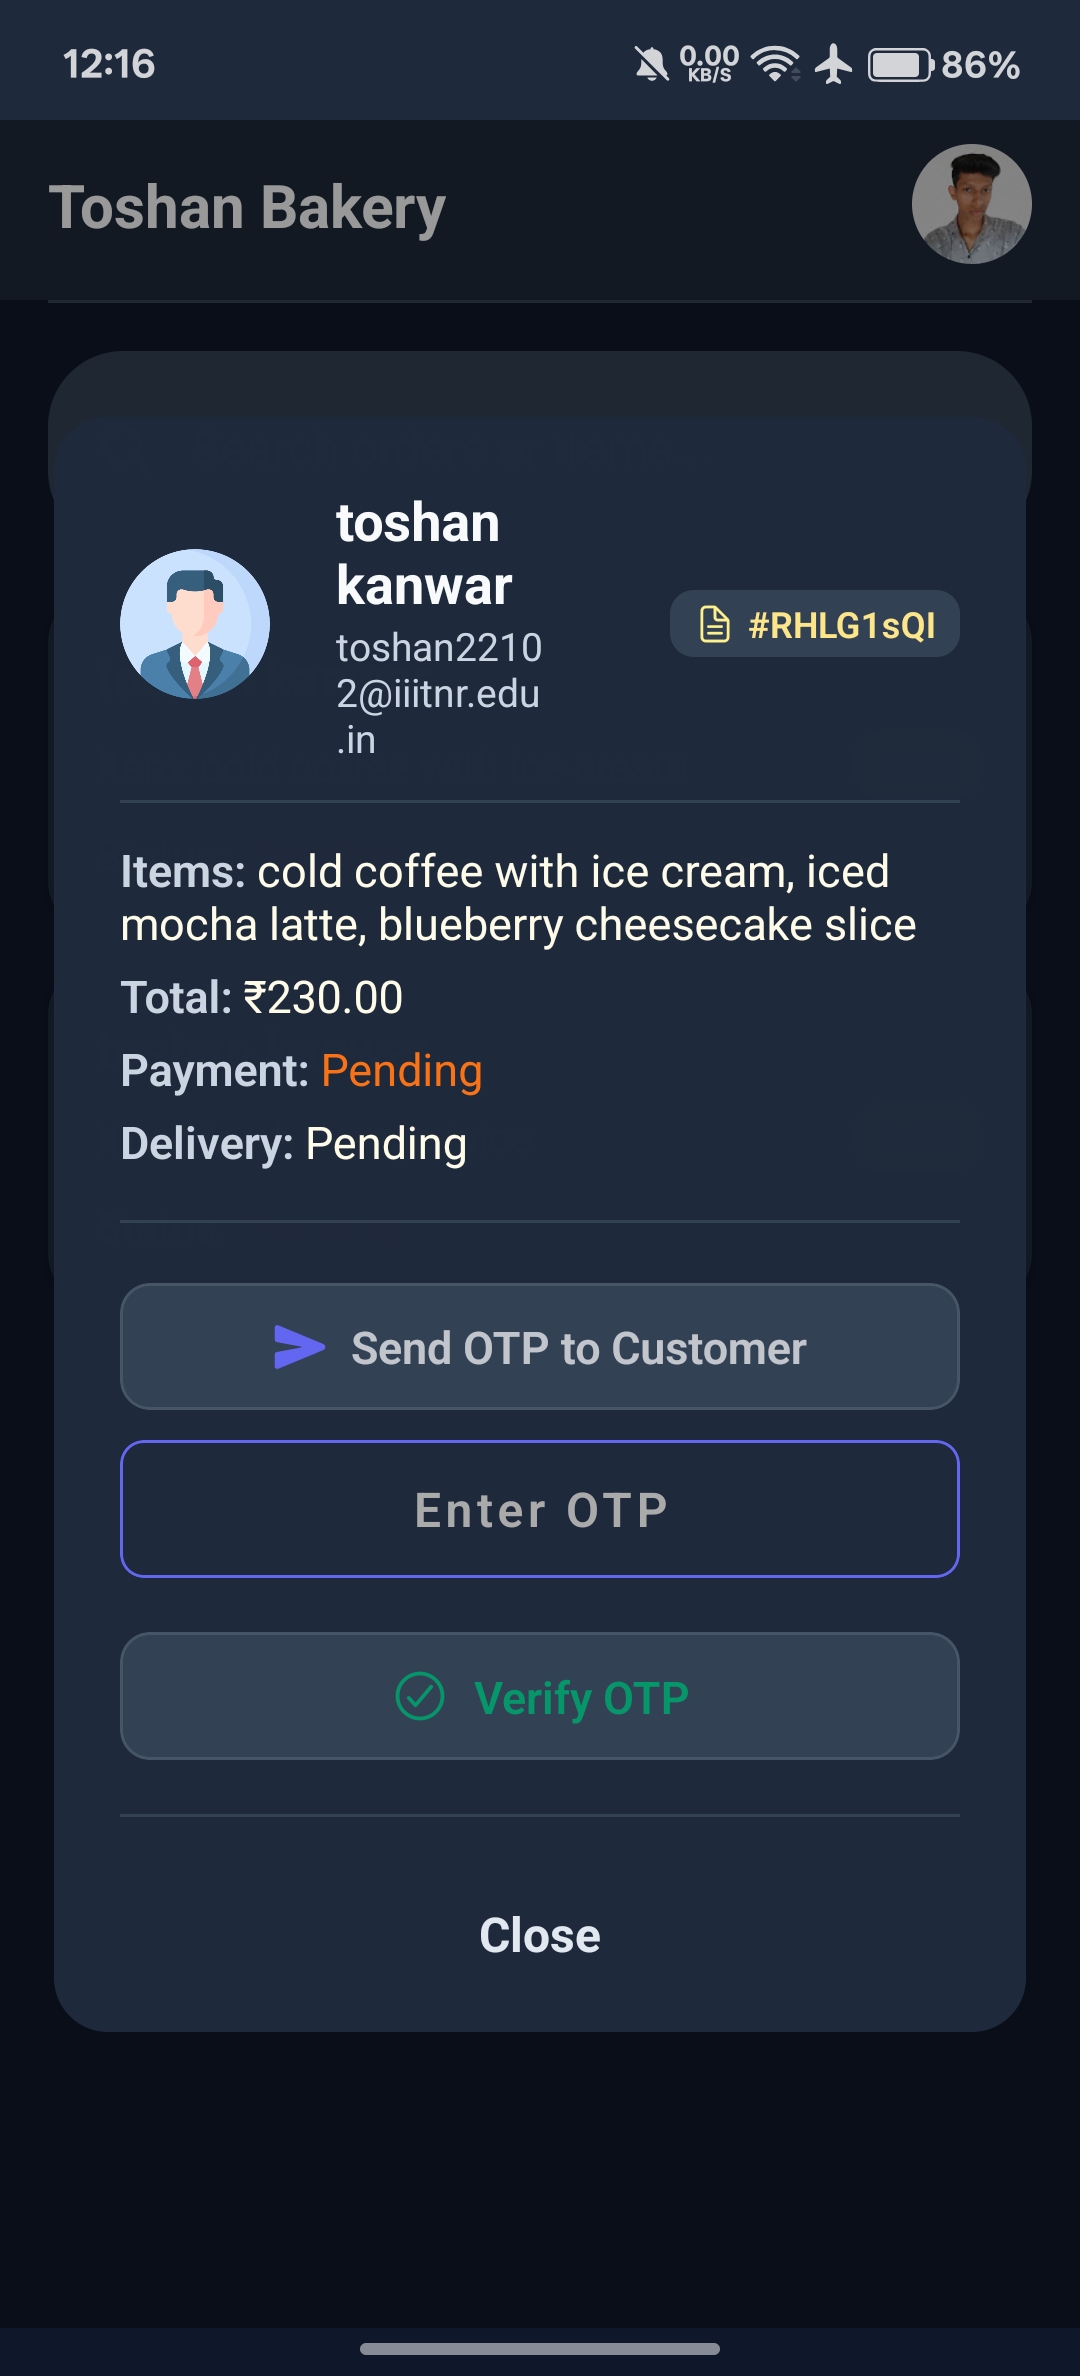 12:16
0.00
KB/S
86%
Toshan Bakery
toshan
kanwar
toshan2210
2@iiitnr.edu
.in
#RHLG1sQI
Items: cold coffee with ice cream, iced
mocha latte, blueberry cheesecake slice
Total: ₹230.00
Payment: Pending
Delivery: Pending
Send OTP to Customer
Enter OTP
Verify OTP
Close